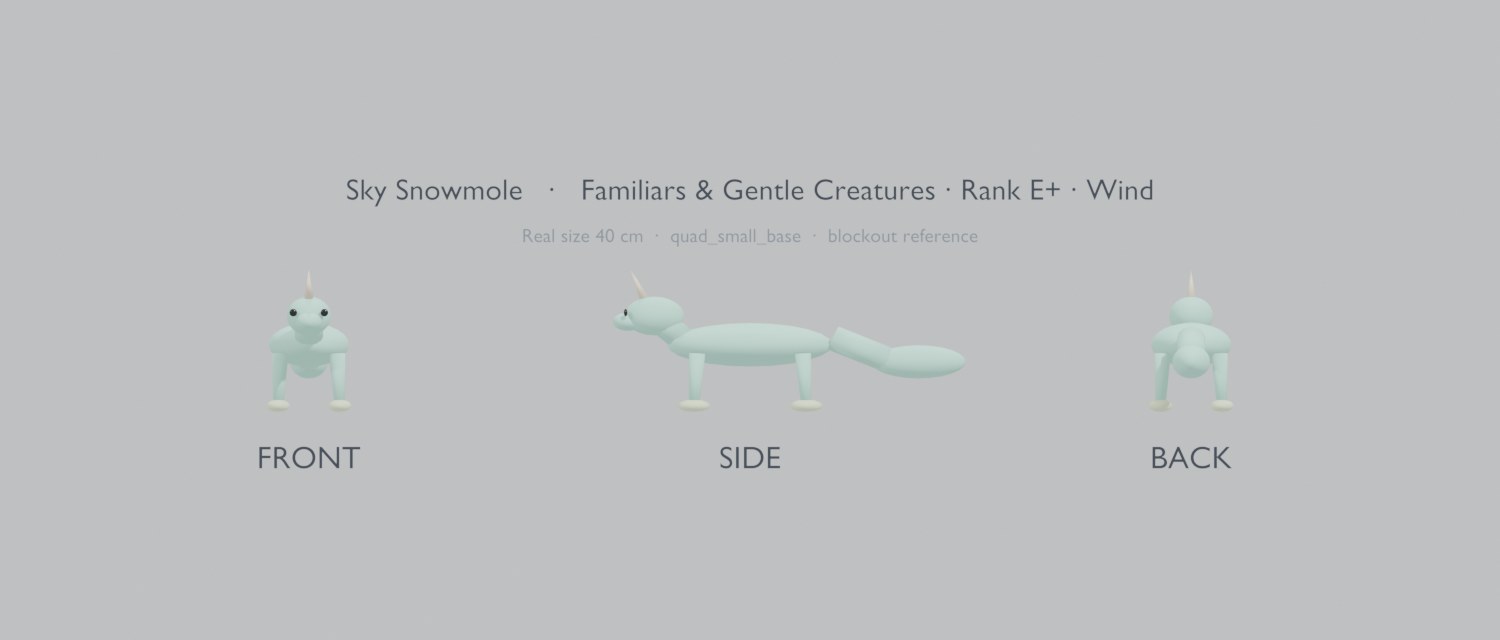 Sky Snowmole · Familiars & Gentle Creatures · Rank E+ · Wind
Real size 40 cm · quad_small_base · blockout reference
FRONT SIDE BACK